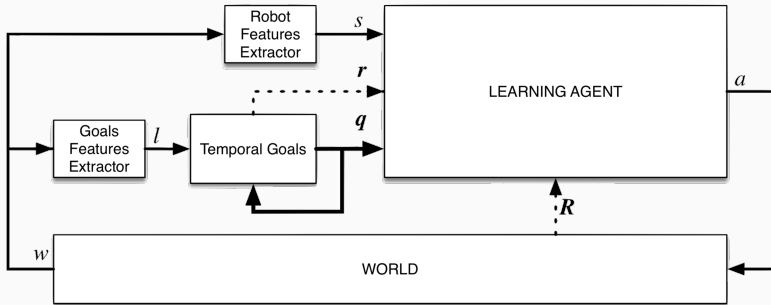 Robot
Features
Extractor
s
r
LEARNING AGENT
a
Goals
Features
Extractor
l
Temporal Goals
q
R
w
WORLD